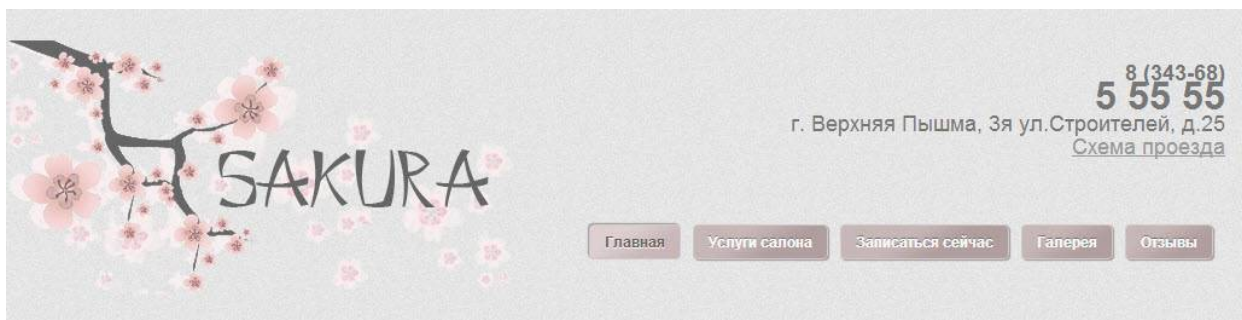 SAKURA
8 (343-68)
5 55 55
г. Верхняя Пышма, 3я ул.Строителей, д.25
Схема проезда
Главная Услуги салона Записаться сейчас Галерея Отзывы